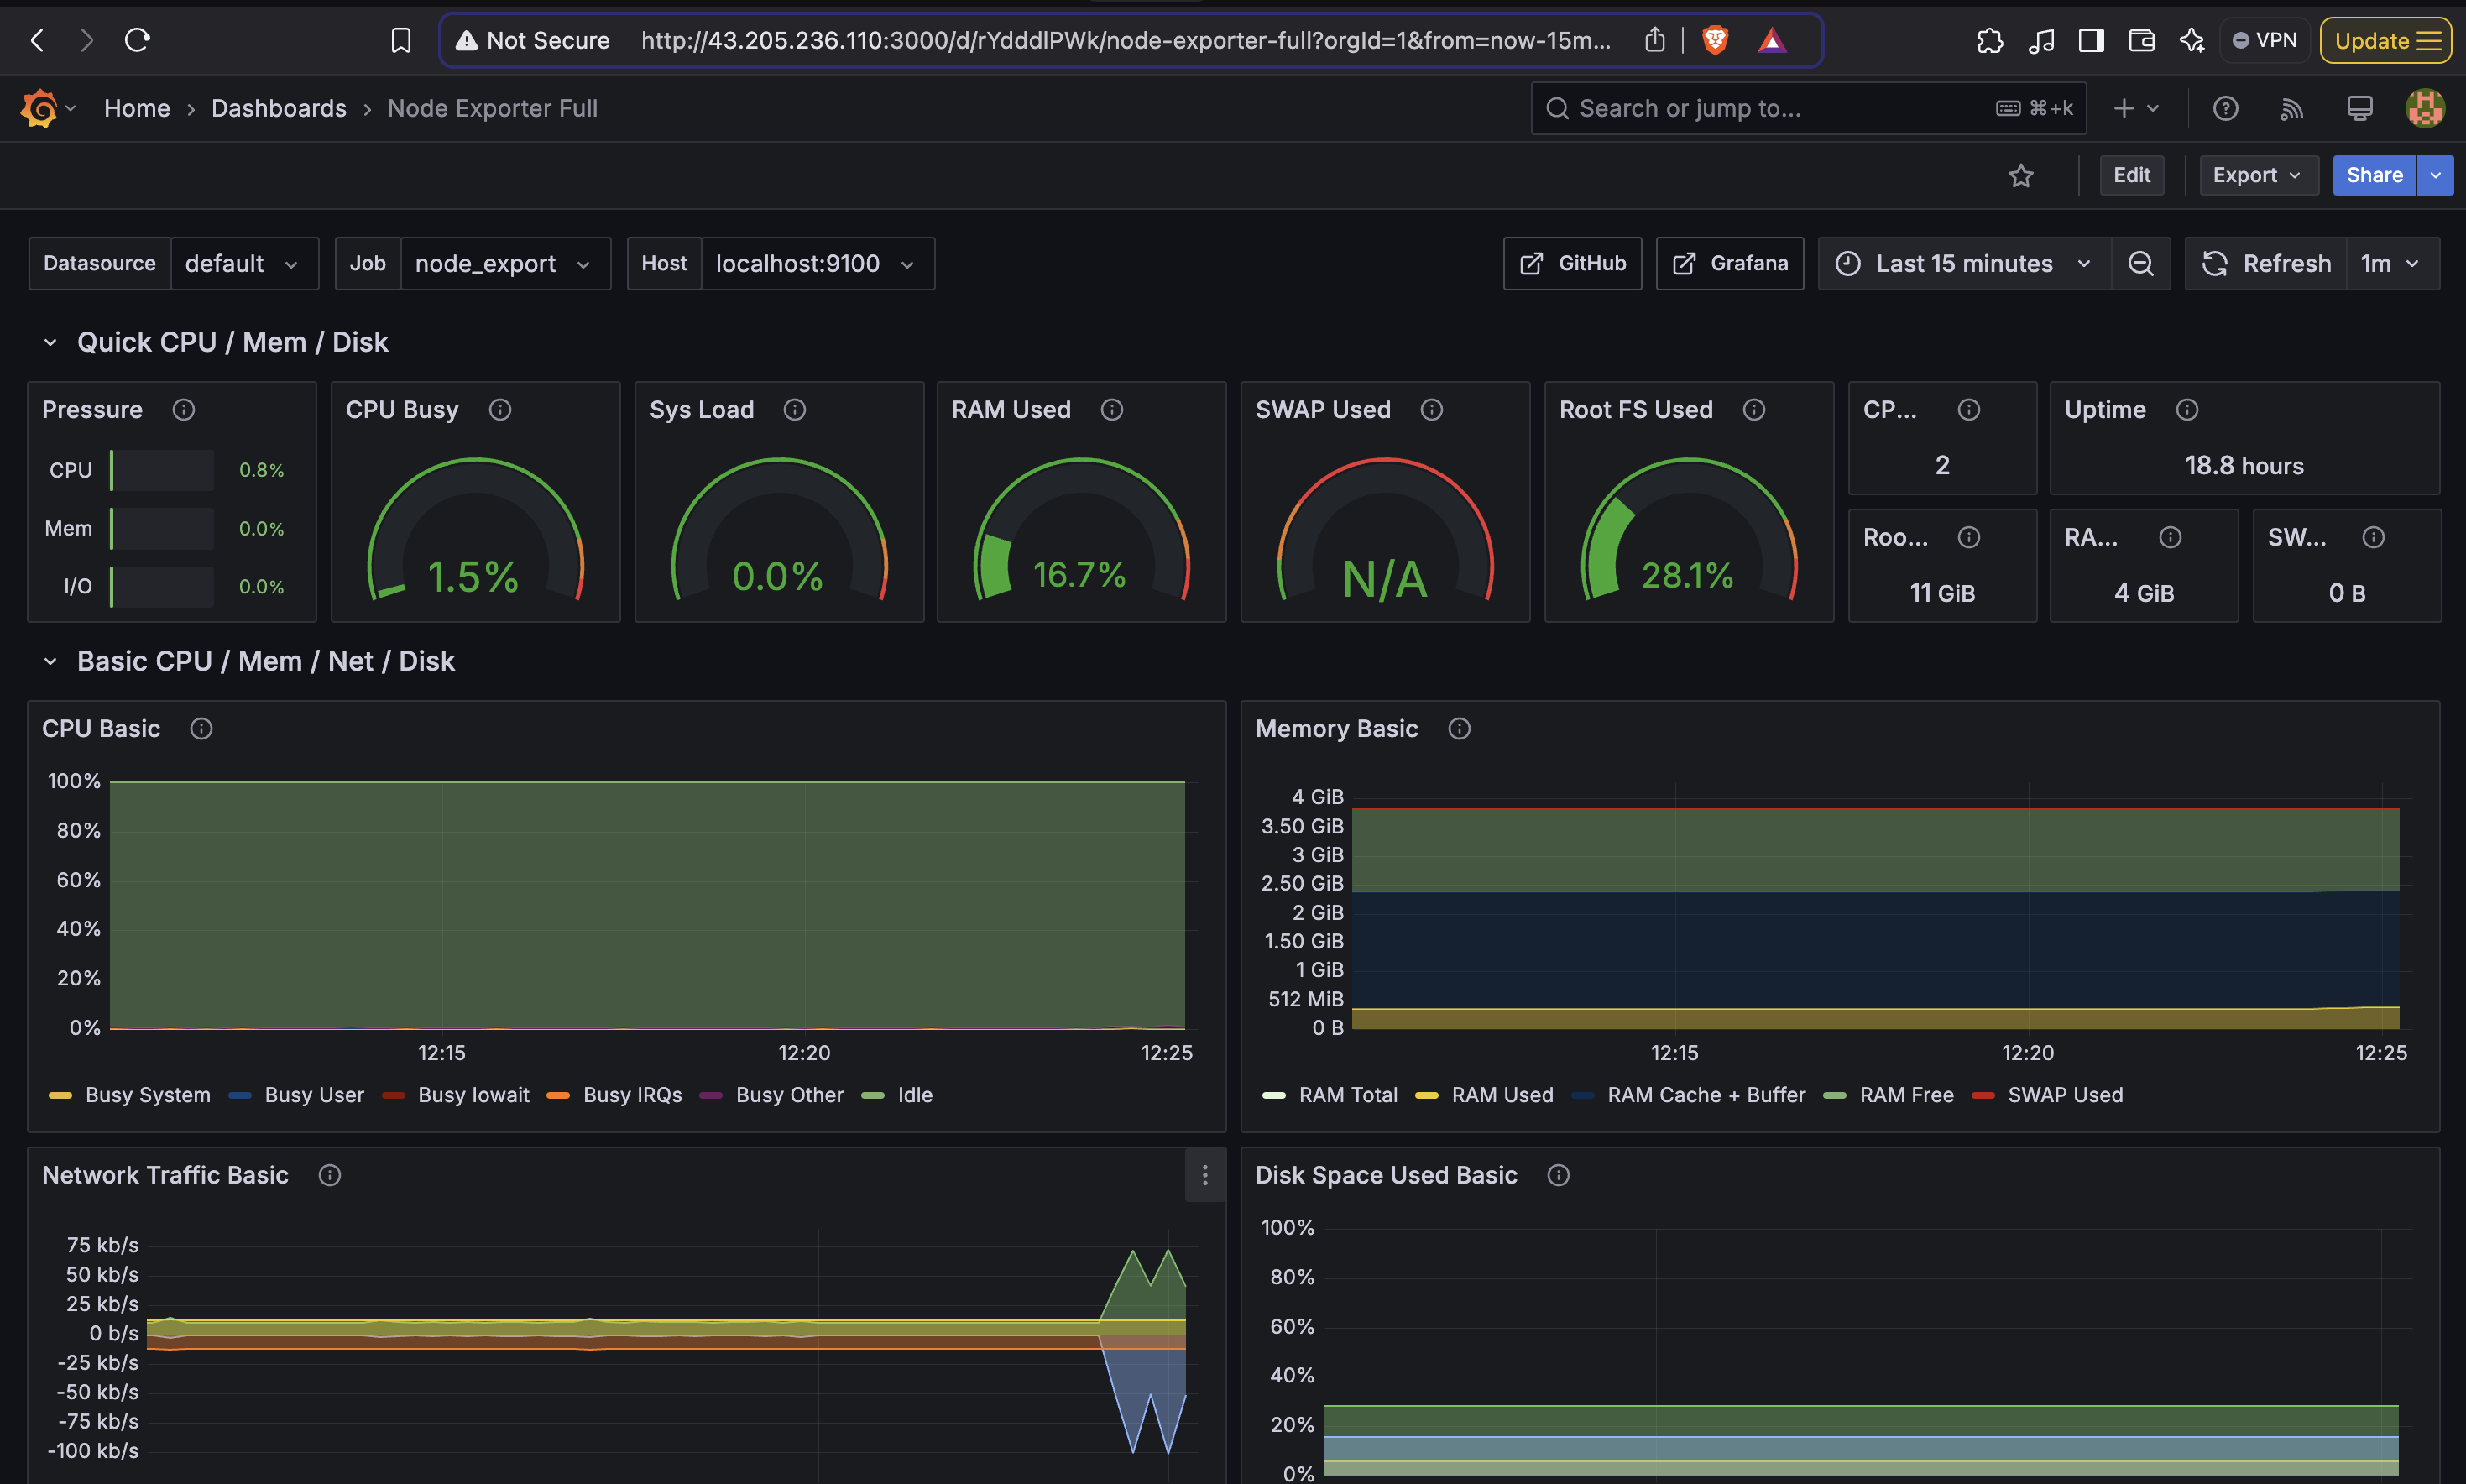 Not Secure http://43.205.236.110:3000/d/rYdddlPWk/node-exporter-full?orgId=1&from=now-15m... VPN Update
Home › Dashboards › Node Exporter Full Search or jump to... ⌘+k
Edit Export Share
Datasource default Job node_export Host localhost:9100 GitHub Grafana Last 15 minutes Refresh 1m
Quick CPU / Mem / Disk
Pressure
CPU 0.8%
Mem 0.0%
I/O 0.0%
CPU Busy
1.5%
Sys Load
0.0%
RAM Used
16.7%
SWAP Used
N/A
Root FS Used
28.1%
CP...
2
Uptime
18.8 hours
Roo...
11 GiB
RA...
4 GiB
SW...
0 B
Basic CPU / Mem / Net / Disk
CPU Basic
100%
80%
60%
40%
20%
0%
12:15 12:20 12:25
Busy System Busy User Busy Iowait Busy IRQs Busy Other Idle
Memory Basic
4 GiB
3.50 GiB
3 GiB
2.50 GiB
2 GiB
1.50 GiB
1 GiB
512 MiB
0 B
12:15 12:20 12:25
RAM Total RAM Used RAM Cache + Buffer RAM Free SWAP Used
Network Traffic Basic
75 kb/s
50 kb/s
25 kb/s
0 b/s
-25 kb/s
-50 kb/s
-75 kb/s
-100 kb/s
Disk Space Used Basic
100%
80%
60%
40%
20%
0%